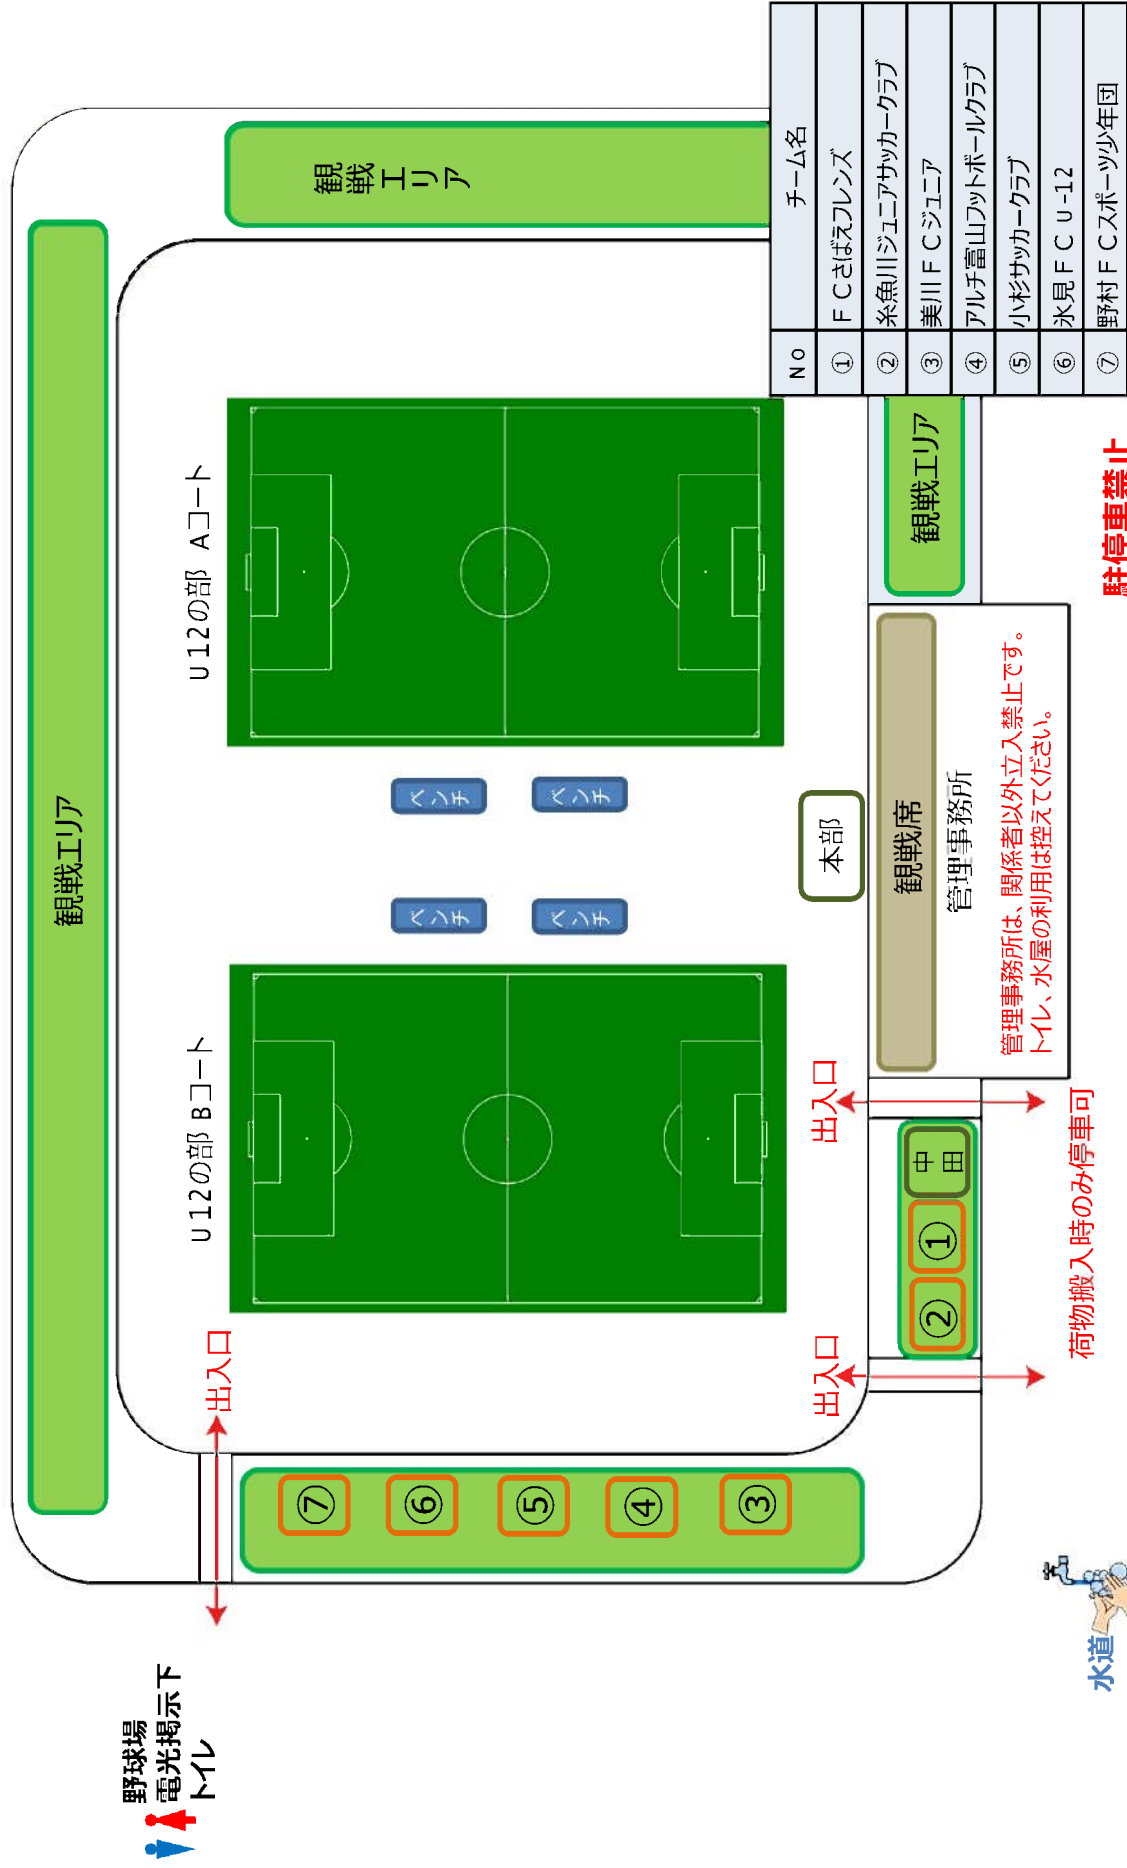 観戦エリア
観戦エリア
U12の部 Bコート
U12の部 Aコート
ベンチ
ベンチ
ベンチ
ベンチ
野球場
電光掲示下
トイレ
出入口
⑦
⑥
⑤
④
③
出入口
出入口
本部
②
①
中田
観戦席
管理事務所
管理事務所は、関係者以外立入禁止です。
トイレ、水屋の利用は控えてください。
観戦エリア
荷物搬入時のみ停車可
駐停車禁止
水道
No チーム名
① FCさばえフレンズ
② 糸魚川ジュニアサッカークラブ
③ 美川FCジュニア
④ アルチ富山フットボールクラブ
⑤ 小杉サッカークラブ
⑥ 氷見FC U-12
⑦ 野村FCスポーツ少年団